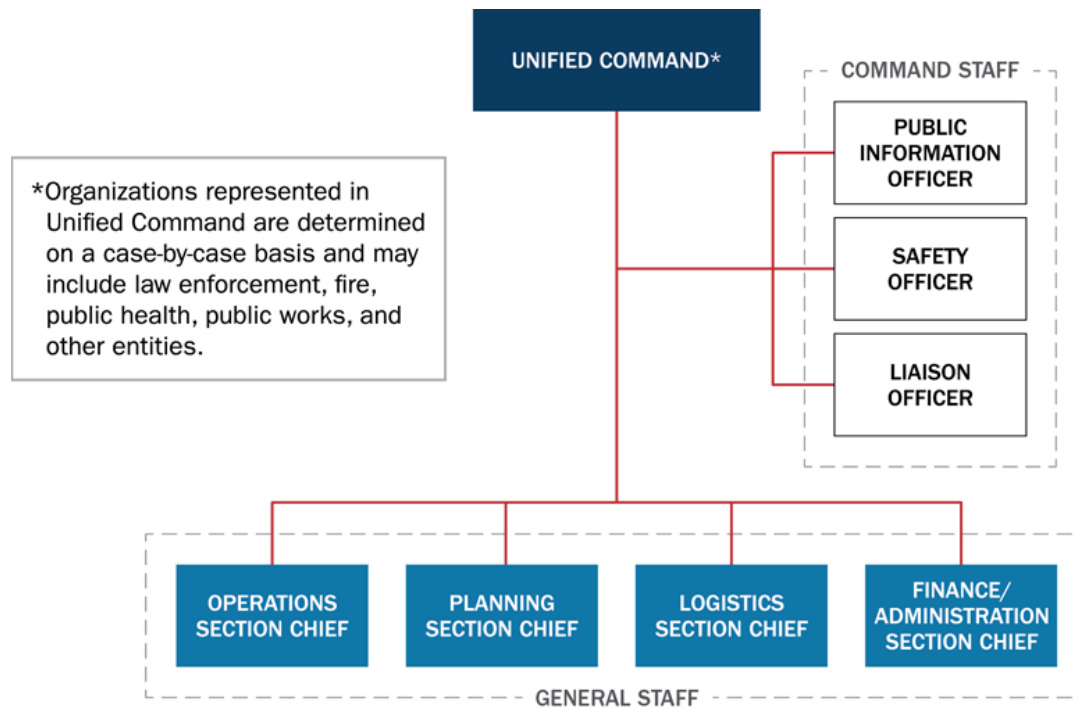 UNIFIED COMMAND*
COMMAND STAFF
PUBLIC
INFORMATION
OFFICER
SAFETY
OFFICER
LIAISON
OFFICER
*Organizations represented in
Unified Command are determined
on a case-by-case basis and may
include law enforcement, fire,
public health, public works, and
other entities.
OPERATIONS
SECTION CHIEF
PLANNING
SECTION CHIEF
LOGISTICS
SECTION CHIEF
FINANCE/
ADMINISTRATION
SECTION CHIEF
GENERAL STAFF